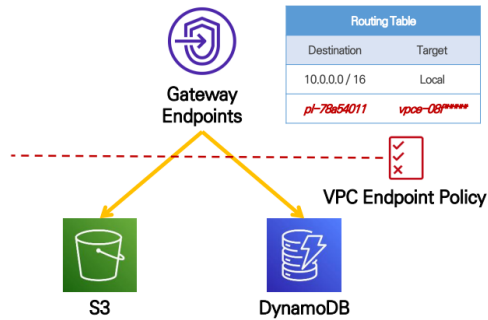 Routing Table
Destination Target
10.0.0.0 / 16 Local
pl-78a54011 vpce-08f*****
Gateway
Endpoints
VPC Endpoint Policy
S3
DynamoDB